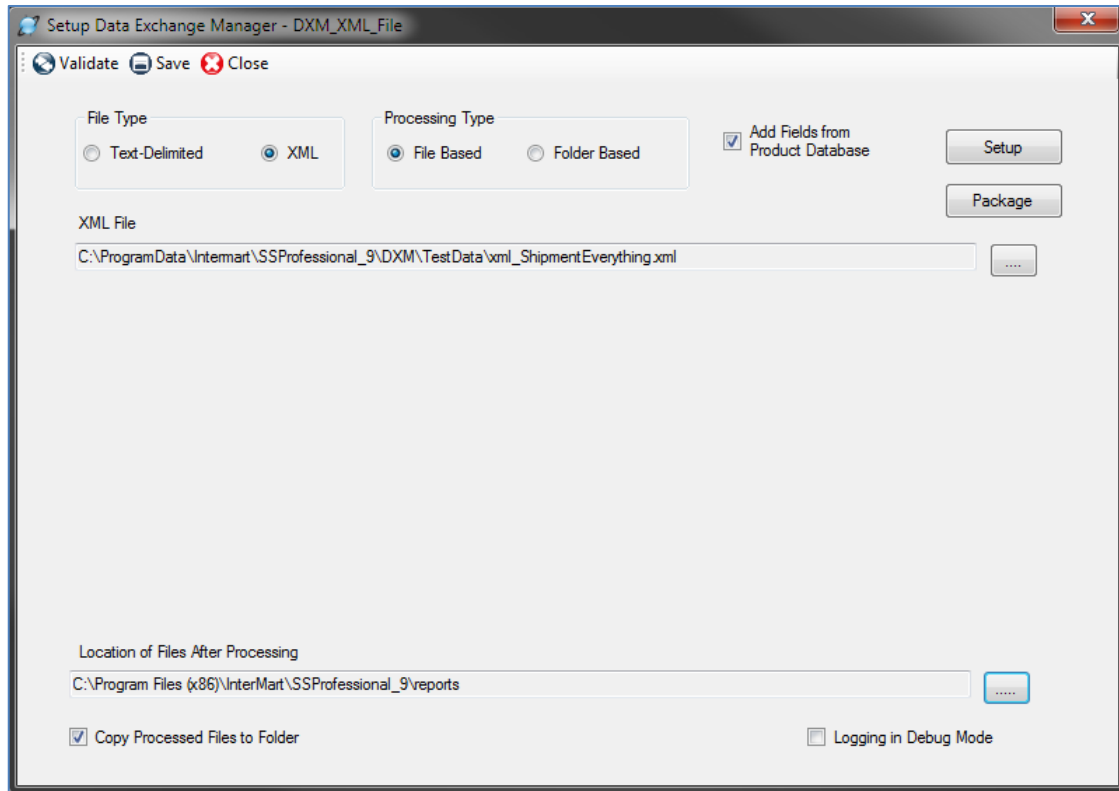 Setup Data Exchange Manager - DXM_XML_File
x
Validate Save Close
File Type
Processing Type
Text-Delimited
XML
File Based
Folder Based
Add Fields from
Product Database
Setup
Package
XML File
C:\ProgramData\Intermart\SSProfessional_9\DXM\TestData\xml_ShipmentEverything.xml
....
Location of Files After Processing
C:\Program Files (x86)\InterMart\SSProfessional_9\reports
.....
Copy Processed Files to Folder
Logging in Debug Mode